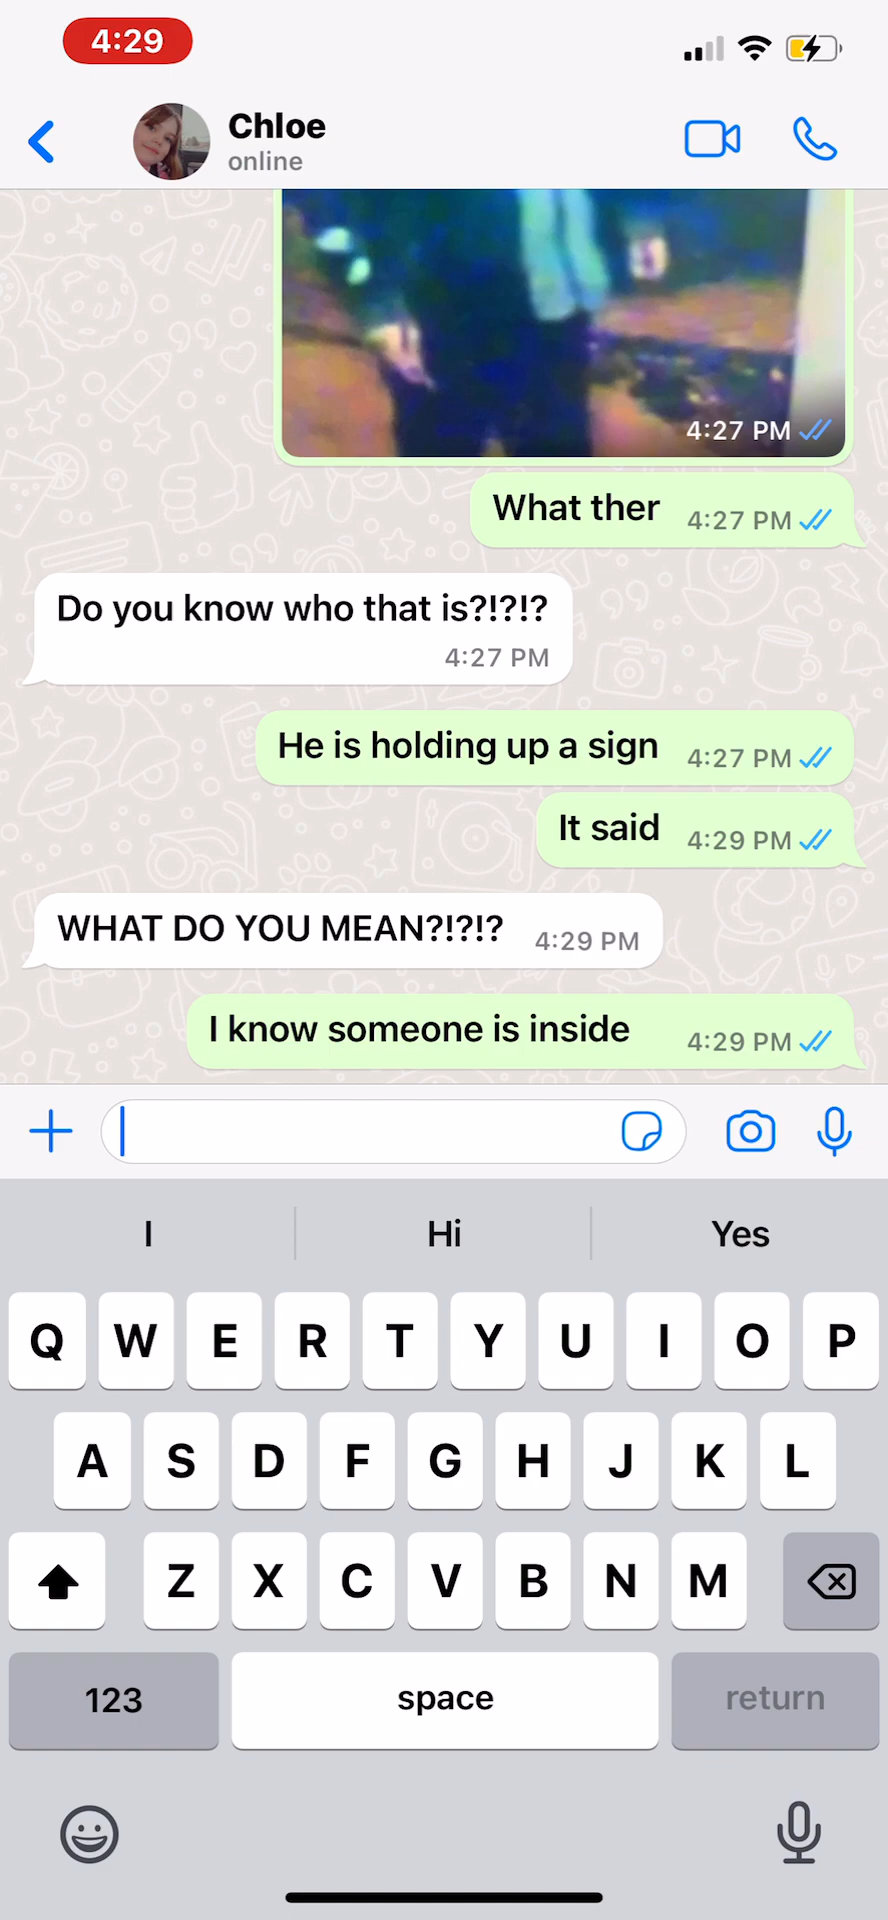 4:29
Chloe
online
4:27 PM
What ther 4:27 PM
Do you know who that is?!?!?
4:27 PM
He is holding up a sign 4:27 PM
It said 4:29 PM
WHAT DO YOU MEAN?!?!? 4:29 PM
I know someone is inside 4:29 PM
I Hi Yes
Q W E R T Y U I O P
A S D F G H J K L
Z X C V B N M
123 space return